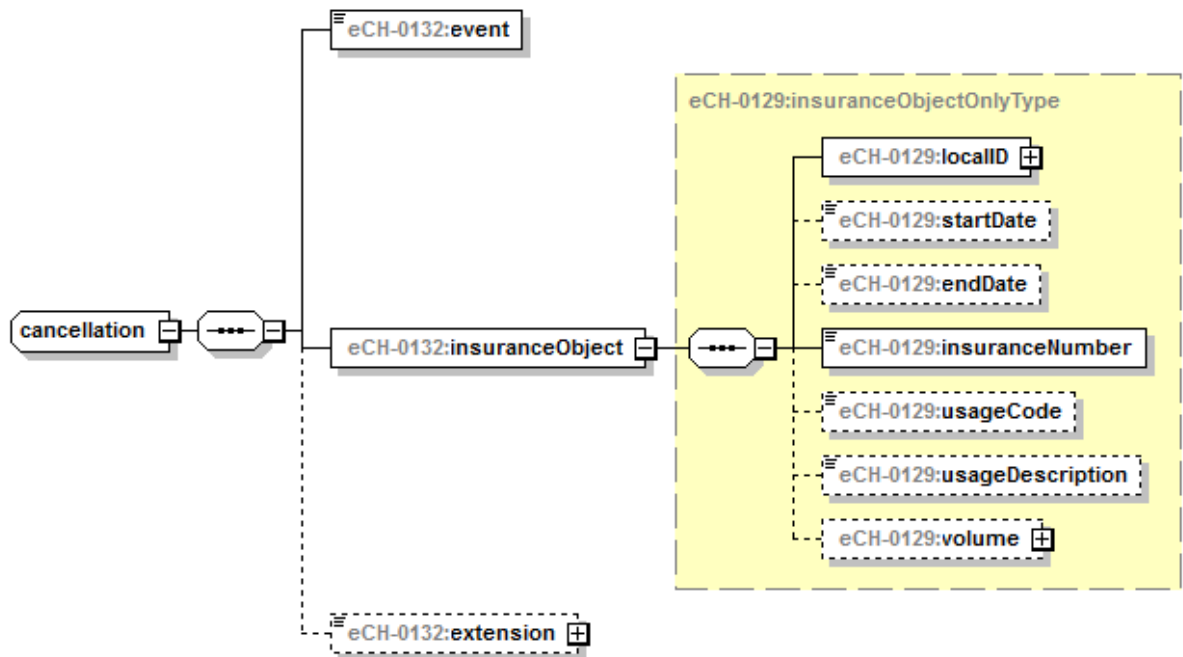 eCH-0132:event
eCH-0129:insuranceObjectOnlyType
eCH-0129:localID
eCH-0129:startDate
eCH-0129:endDate
cancellation
eCH-0132:insuranceObject
eCH-0129:insuranceNumber
eCH-0129:usageCode
eCH-0129:usageDescription
eCH-0129:volume
eCH-0132:extension